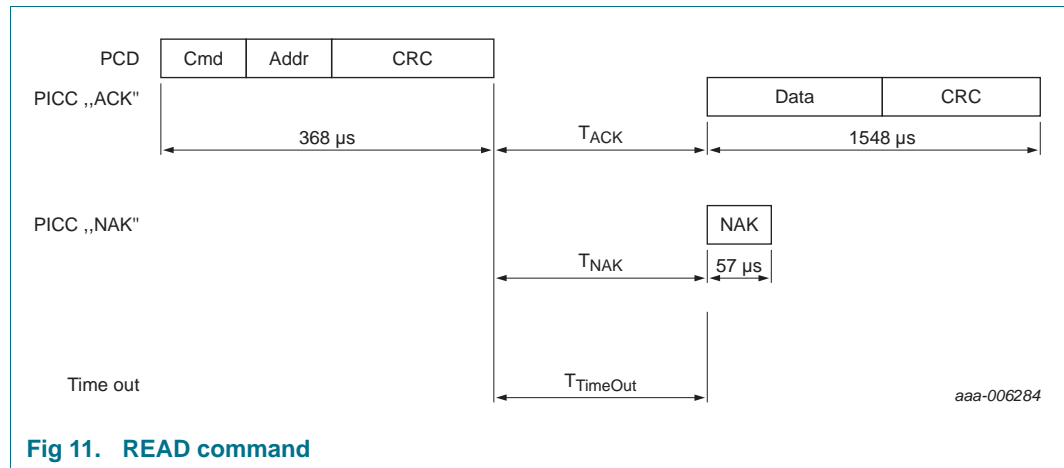 PCD
Cmd Addr CRC
PICC ,,ACK"
Data CRC
368 µs
TACK
1548 µs
PICC ,,NAK"
NAK
TNAK
57 µs
Time out
TTimeOut
aaa-006284
Fig 11. READ command